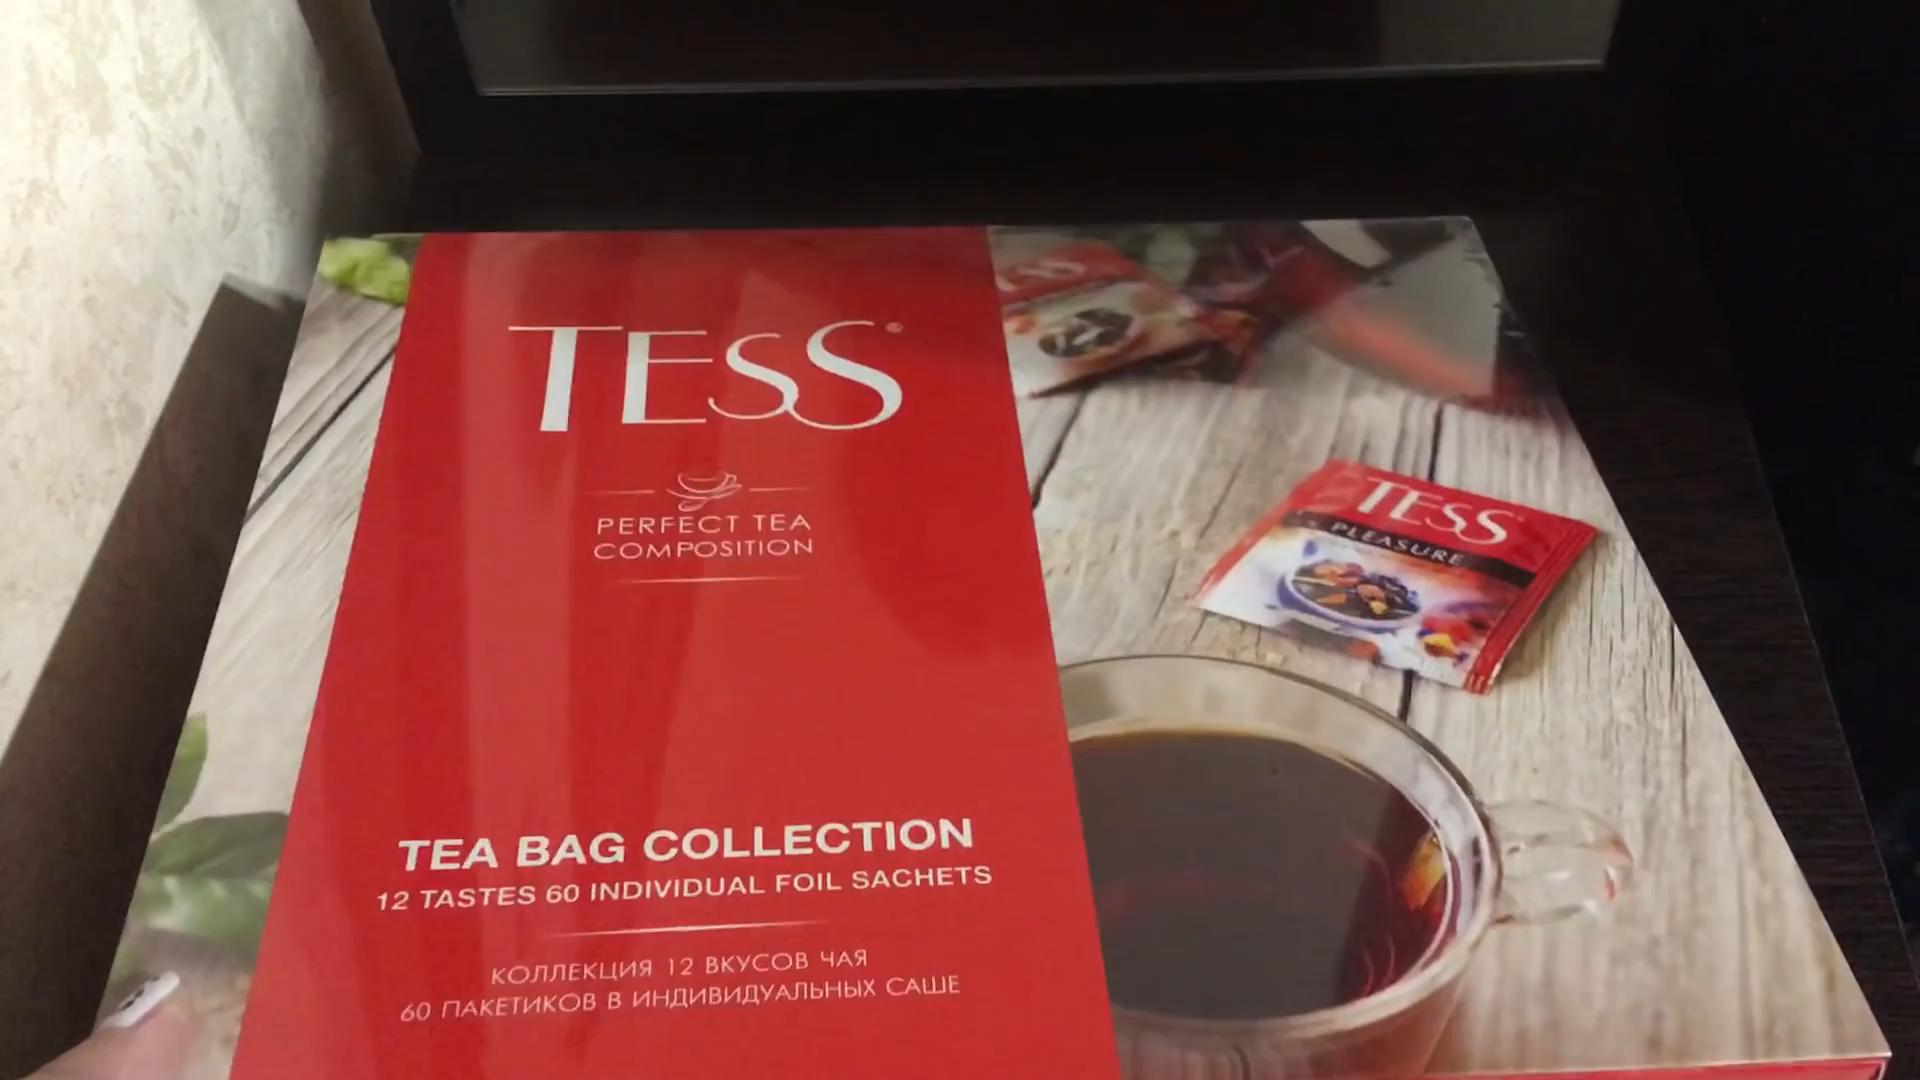 TESS
PERFECT TEA
COMPOSITION
TEA BAG COLLECTION
12 TASTES 60 INDIVIDUAL FOIL SACHETS
КОЛЛЕКЦИЯ 12 ВКУСОВ ЧАЯ
60 ПАКЕТИКОВ В ИНДИВИДУАЛЬНЫХ САШЕ
TESS
PLEASURE